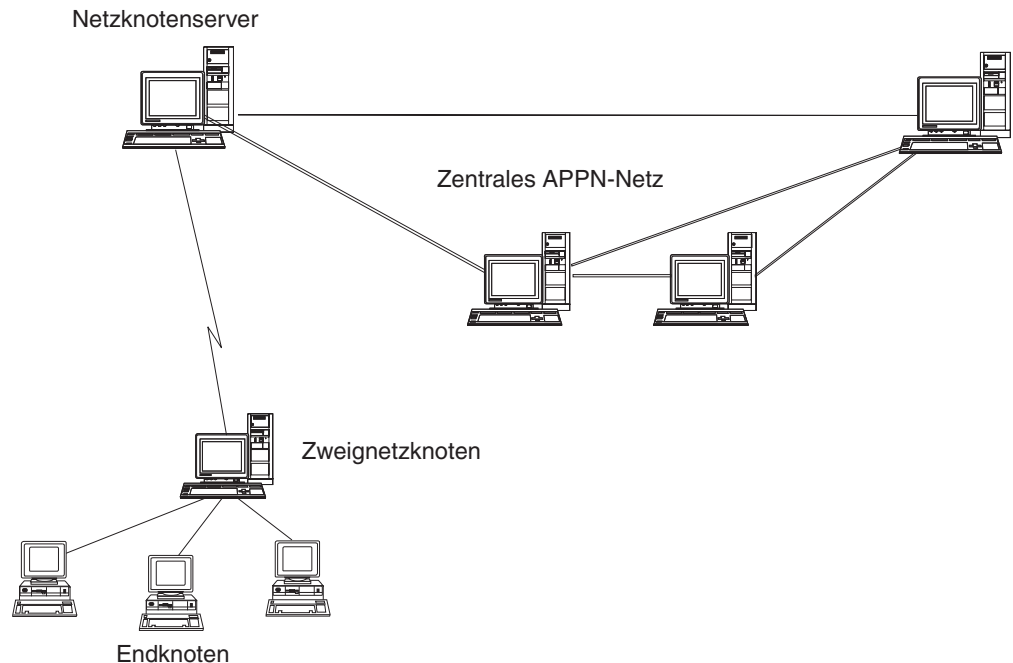 Netzknotenserver
Zentrales APPN-Netz
Zweignetzknoten
Endknoten